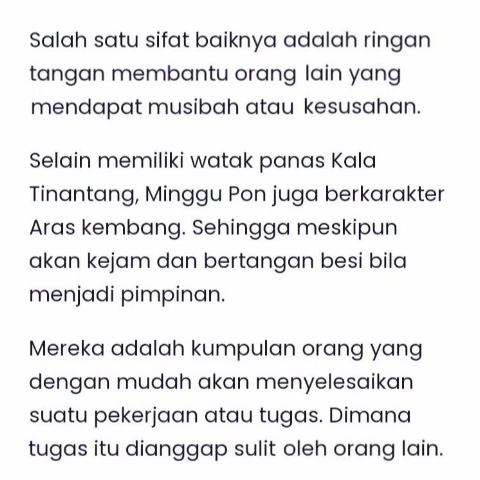 Salah satu sifat baiknya adalah ringan
tangan membantu orang lain yang
mendapat musibah atau kesusahan.
Selain memiliki watak panas Kala
Tinantang, Minggu Pon juga berkarakter
Aras kembang. Sehingga meskipun
akan kejam dan bertangan besi bila
menjadi pimpinan.
Mereka adalah kumpulan orang yang
dengan mudah akan menyelesaikan
suatu pekerjaan atau tugas. Dimana
tugas itu dianggap sulit oleh orang lain.